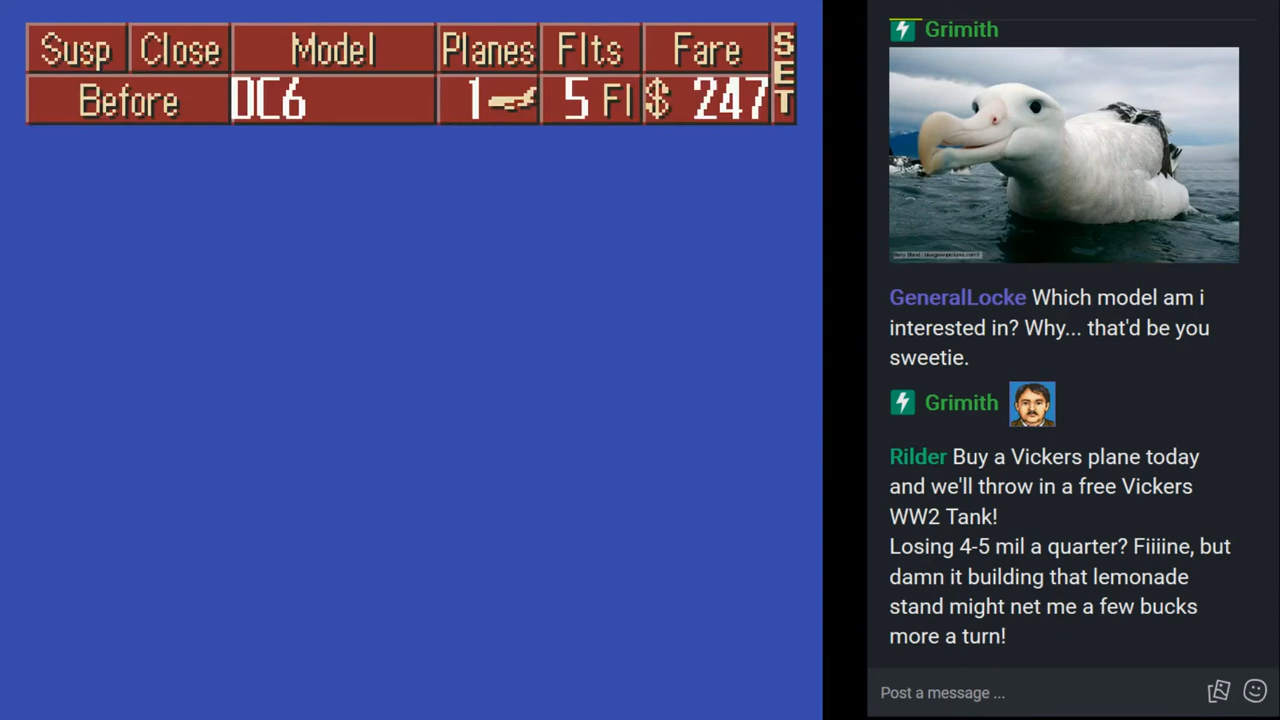 Susp Close Model Planes Flts Fare SET
Before DC6 1 5 Fl $ 247
Grimith
GeneralLocke Which model am i
interested in? Why... that'd be you
sweetie.
Grimith
Rilder Buy a Vickers plane today
and we'll throw in a free Vickers
WW2 Tank!
Losing 4-5 mil a quarter? Fiiiine, but
damn it building that lemonade
stand might net me a few bucks
more a turn!
Post a message ...